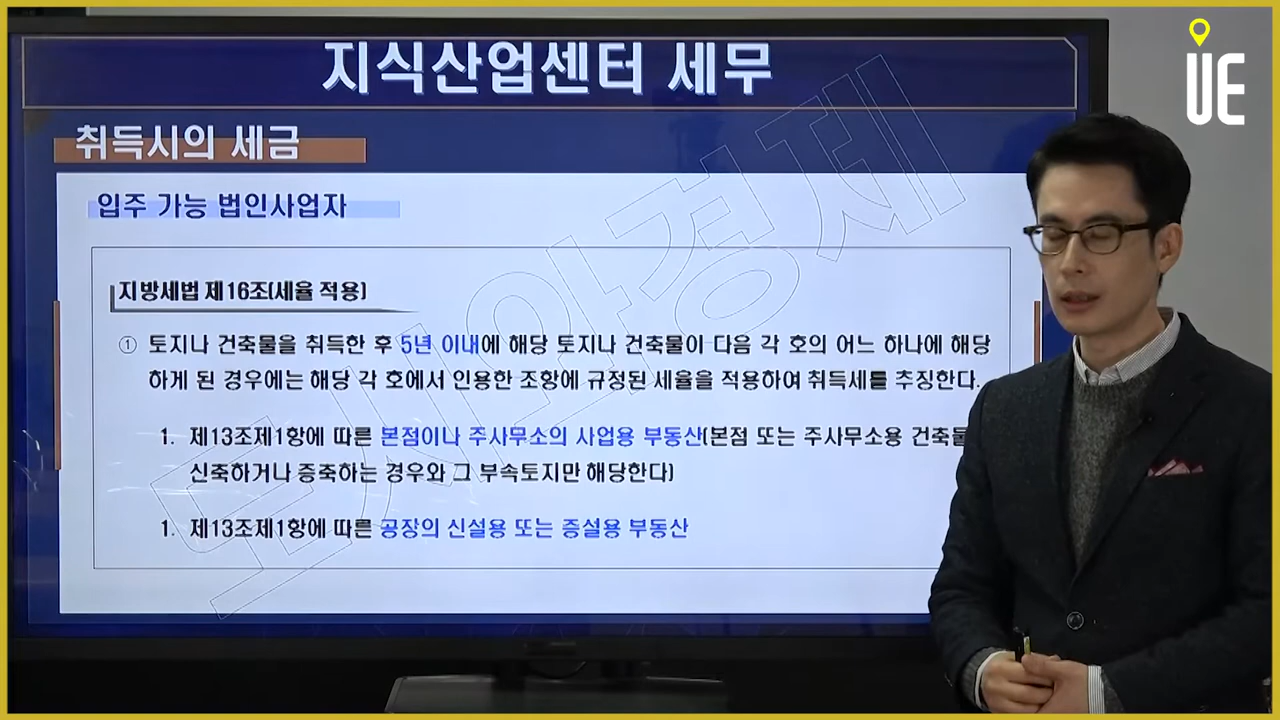 지식산업센터 세무
UE
취득시의 세금
입주 가능 법인사업자
지방세법 제16조(세율 적용)
① 토지나 건축물을 취득한 후 5년 이내에 해당 토지나 건축물이 다음 각 호의 어느 하나에 해당
하게 된 경우에는 해당 각 호에서 인용한 조항에 규정된 세율을 적용하여 취득세를 추징한다.
1. 제13조제1항에 따른 본점이나 주사무소의 사업용 부동산(본점 또는 주사무소용 건축물
신축하거나 증축하는 경우와 그 부속토지만 해당한다)
1. 제13조제1항에 따른 공장의 신설용 또는 증설용 부동산
도시와경제